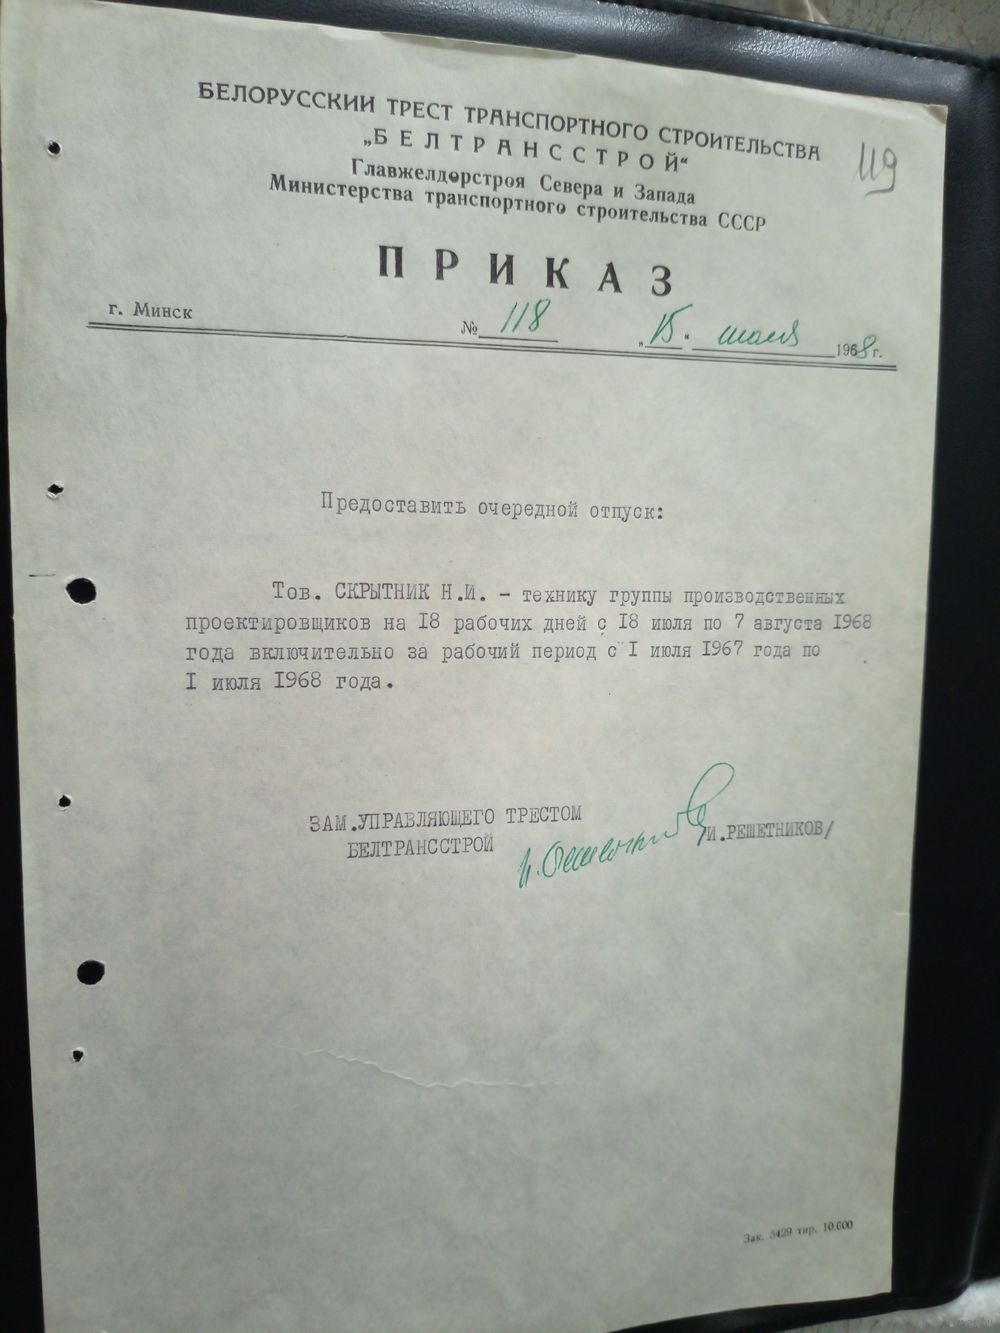 БЕЛОРУССКИЙ ТРЕСТ ТРАНСПОРТНОГО СТРОИТЕЛЬСТВА
„БЕЛТРАНССТРОЙ“
Главжелдорстроя Севера и Запада
Министерства транспортного строительства СССР
119
ПРИКАЗ
г. Минск
№ 118 „15“ июля 1968 г.
Предоставить очередной отпуск:
Тов. СКРЫТНИК Н.И. - технику группы производственных
проектировщиков на 18 рабочих дней с 18 июля по 7 августа 1968
года включительно за рабочий период с I июля 1967 года по
I июля 1968 года.
ЗАМ.УПРАВЛЯЮЩЕГО ТРЕСТОМ
БЕЛТРАНССТРОЙ /И.РЕШЕТНИКОВ/
Зак. 5429 тир. 10.000